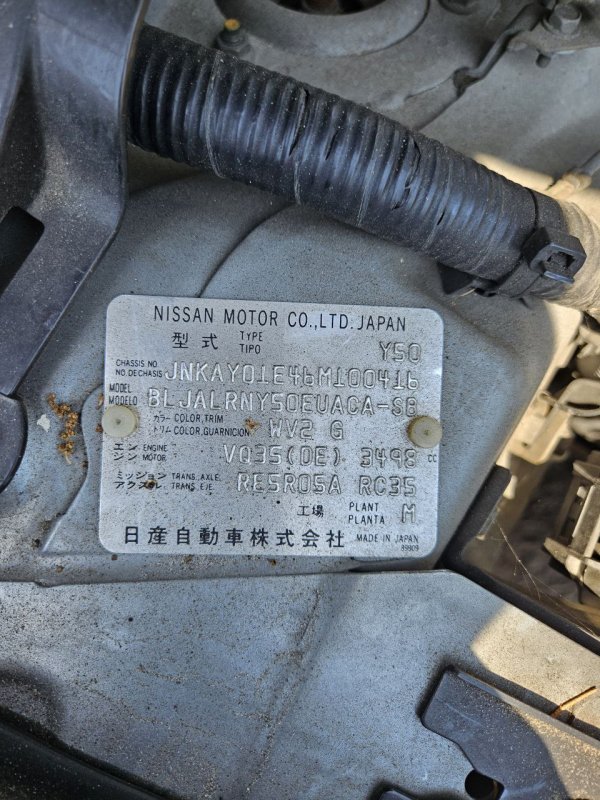 NISSAN MOTOR CO.,LTD. JAPAN
型式 TYPE TIPO Y50
CHASSIS NO. NO. DE CHASIS JNKAY01E46M100416
MODEL MODELO BLJALRNY50EUACA-SB
カラー COLOR,TRIM トリム COLOR,GUARNICION WV2 G
エンジン ENGINE MOTOR VQ35(DE) 3498 CC
ミッション TRANS. AXLE. アクスル TRANS. EJE. RE5R05A RC35
工場 PLANT PLANTA M
日産自動車株式会社 MADE IN JAPAN
89909